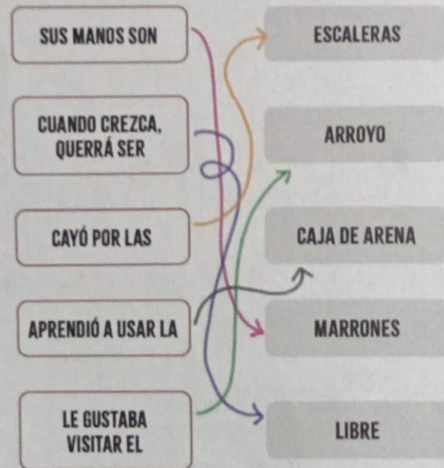 SUS MANOS SON
ESCALERAS
CUANDO CREZCA,
QUERRÁ SER
ARROYO
CAYÓ POR LAS
CAJA DE ARENA
APRENDIÓ A USAR LA
MARRONES
LE GUSTABA
VISITAR EL
LIBRE